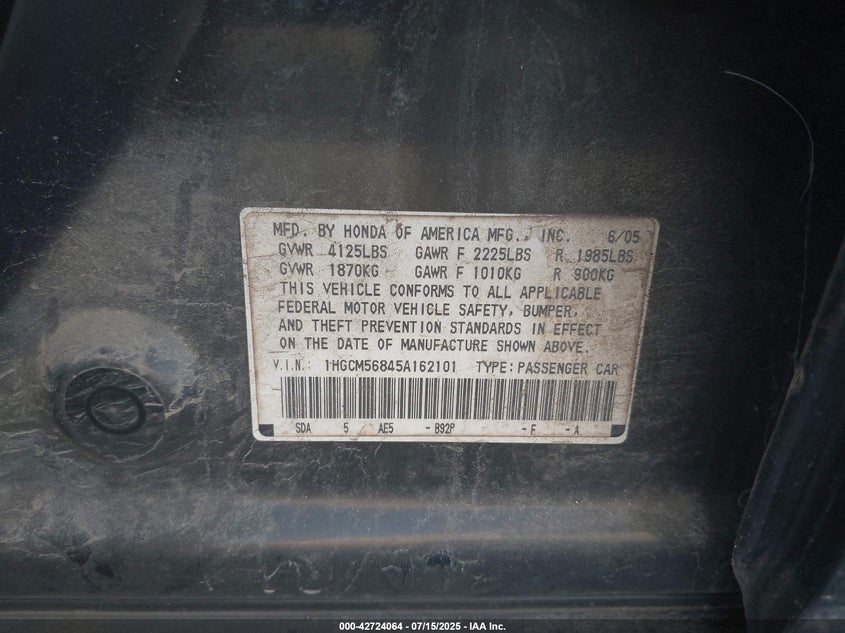 MFD. BY HONDA OF AMERICA MFG., INC. 6/05
GVWR 4125LBS GAWR F 2225LBS R 1985LBS
GVWR 1870KG GAWR F 1010KG R 900KG
THIS VEHICLE CONFORMS TO ALL APPLICABLE
FEDERAL MOTOR VEHICLE SAFETY, BUMPER,
AND THEFT PREVENTION STANDARDS IN EFFECT
ON THE DATE OF MANUFACTURE SHOWN ABOVE.
V.I.N.: 1HGCM56845A162101 TYPE: PASSENGER CAR
SDA 5 AE5 -B92P -F -A
000-42724064 - 07/15/2025 - IAA Inc.